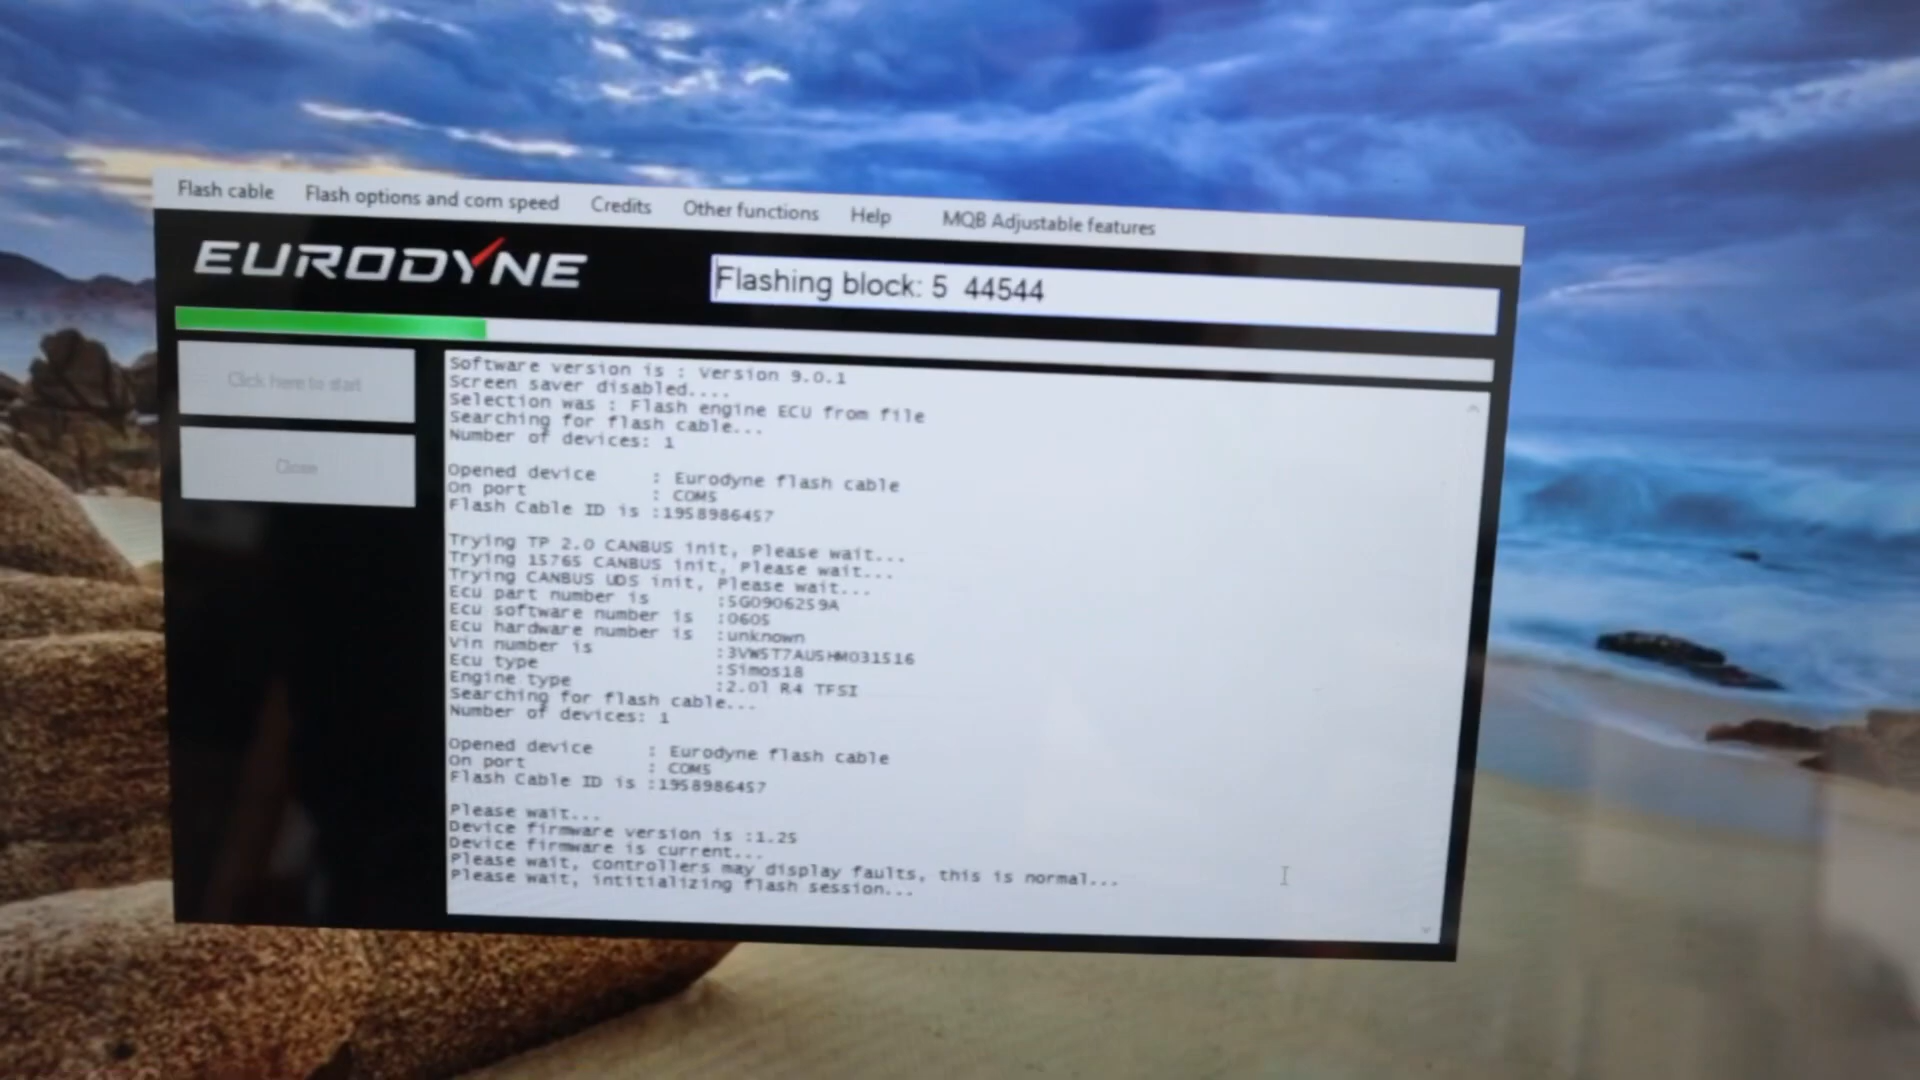 Flash cable Flash options and com speed Credits Other functions Help MQB Adjustable features
EURODYNE
Flashing block: 5 44544
Click here to start
Close
Software version is : Version 9.0.1
Screen saver disabled....
Selection was : Flash engine ECU from file
Searching for flash cable...
Number of devices: 1
Opened device : Eurodyne flash cable
On port : COM5
Flash Cable ID is :1958986457
Trying TP 2.0 CANBUS init, Please wait...
Trying 15765 CANBUS init, Please wait...
Trying CANBUS UDS init, Please wait...
Ecu part number is :5G0906259A
Ecu software number is :0605
Ecu hardware number is :unknown
Vin number is :3VW5T7AU5HM031516
Ecu type :Simos18
Engine type :2.0l R4 TFSI
Searching for flash cable...
Number of devices: 1
Opened device : Eurodyne flash cable
On port : COM5
Flash Cable ID is :1958986457
Please wait...
Device firmware version is :1.25
Device firmware is current...
Please wait, controllers may display faults, this is normal...
Please wait, intitializing flash session...